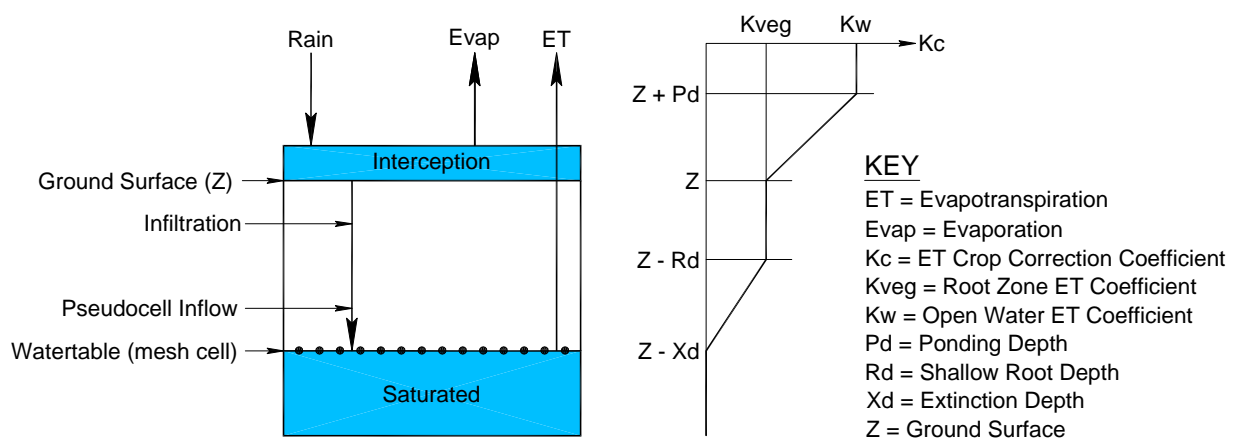 Rain
Evap
ET
Interception
Ground Surface (Z)
Infiltration
Pseudocell Inflow
Watertable (mesh cell)
Saturated
Kveg
Kw
Kc
Z + Pd
Z
Z - Rd
Z - Xd
KEY
ET = Evapotranspiration
Evap = Evaporation
Kc = ET Crop Correction Coefficient
Kveg = Root Zone ET Coefficient
Kw = Open Water ET Coefficient
Pd = Ponding Depth
Rd = Shallow Root Depth
Xd = Extinction Depth
Z = Ground Surface